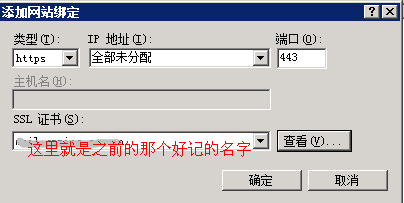 添加网站绑定
类型(T): IP 地址(I): 端口(O):
https 全部未分配 443
主机名(H):
SSL 证书(S):
这里就是之前的那个好记的名字 查看(V)...
确定 取消